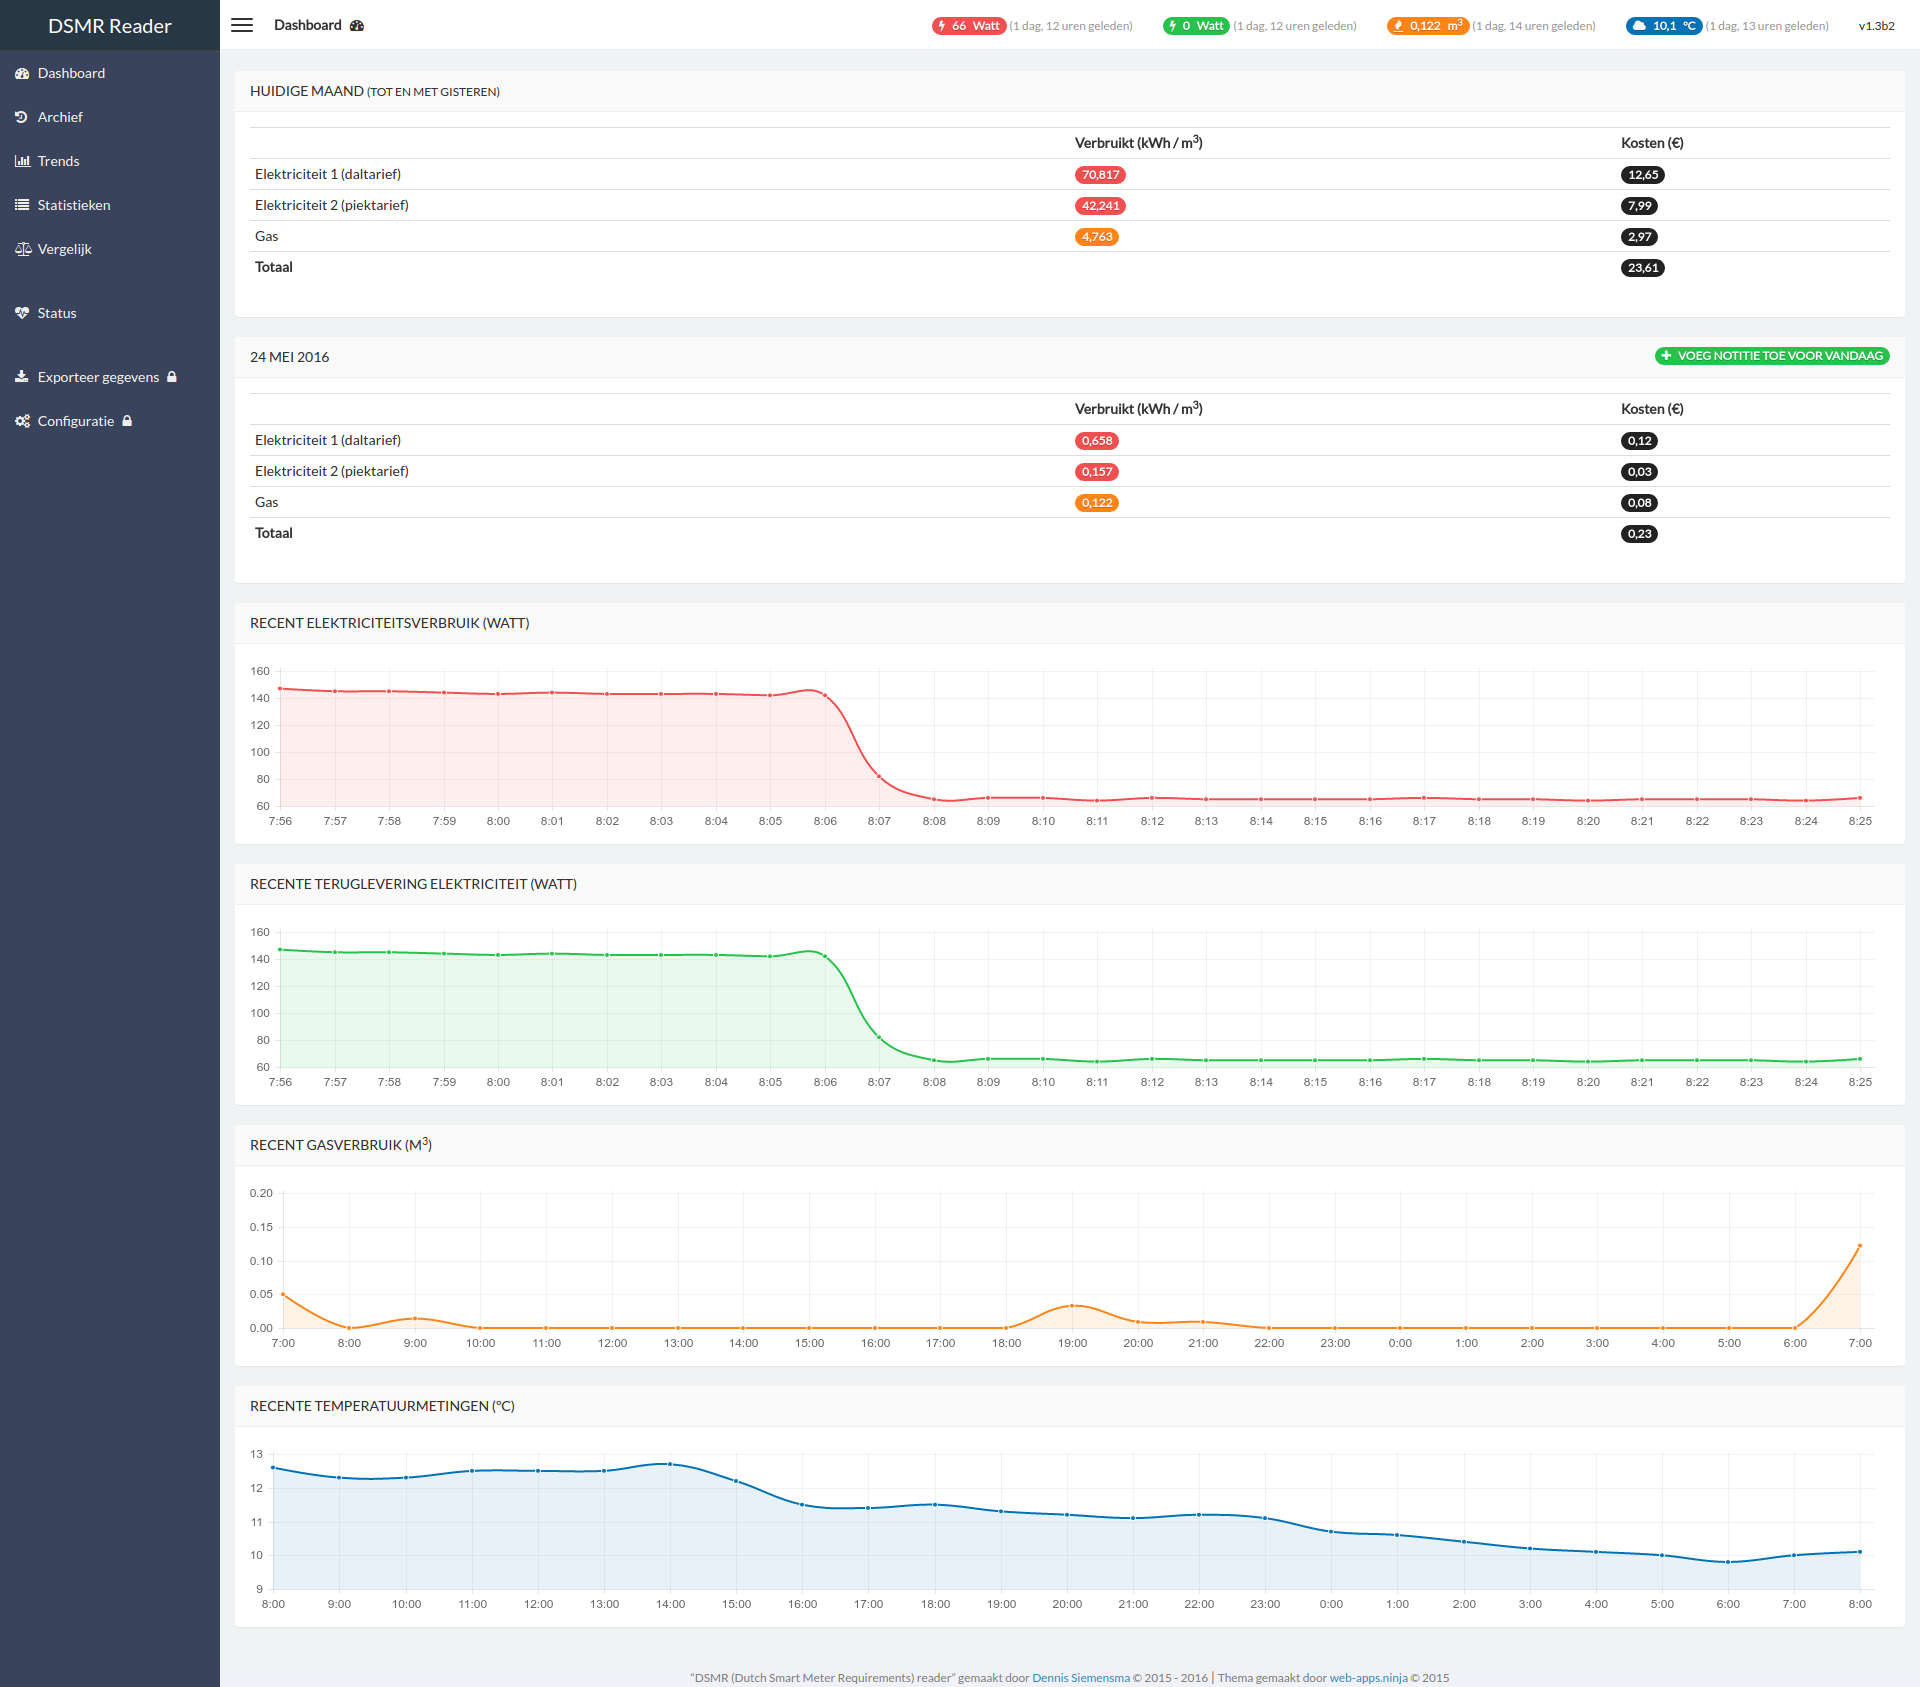 DSMR Reader
Dashboard
66 Watt (1 dag, 12 uren geleden) 0 Watt (1 dag, 12 uren geleden) 0,122 m³ (1 dag, 14 uren geleden) 10,1 °C (1 dag, 13 uren geleden) v1.3b2
Dashboard
Archief
Trends
Statistieken
Vergelijk
Status
Exporteer gegevens
Configuratie
HUIDIGE MAAND (TOT EN MET GISTEREN)
Verbruikt (kWh / m³) Kosten (€)
Elektriciteit 1 (daltarief) 70,817 12,65
Elektriciteit 2 (piektarief) 42,241 7,99
Gas 4,763 2,97
Totaal 23,61
24 MEI 2016 VOEG NOTITIE TOE VOOR VANDAAG
Verbruikt (kWh / m³) Kosten (€)
Elektriciteit 1 (daltarief) 0,658 0,12
Elektriciteit 2 (piektarief) 0,157 0,03
Gas 0,122 0,08
Totaal 0,23
RECENT ELEKTRICITEITSVERBRUIK (WATT)
160
140
120
100
80
60
7:56 7:57 7:58 7:59 8:00 8:01 8:02 8:03 8:04 8:05 8:06 8:07 8:08 8:09 8:10 8:11 8:12 8:13 8:14 8:15 8:16 8:17 8:18 8:19 8:20 8:21 8:22 8:23 8:24 8:25
RECENTE TERUGLEVERING ELEKTRICITEIT (WATT)
160
140
120
100
80
60
7:56 7:57 7:58 7:59 8:00 8:01 8:02 8:03 8:04 8:05 8:06 8:07 8:08 8:09 8:10 8:11 8:12 8:13 8:14 8:15 8:16 8:17 8:18 8:19 8:20 8:21 8:22 8:23 8:24 8:25
RECENT GASVERBRUIK (M³)
0.20
0.15
0.10
0.05
0.00
7:00 8:00 9:00 10:00 11:00 12:00 13:00 14:00 15:00 16:00 17:00 18:00 19:00 20:00 21:00 22:00 23:00 0:00 1:00 2:00 3:00 4:00 5:00 6:00 7:00
RECENTE TEMPERATUURMETINGEN (°C)
13
12
11
10
9
8:00 9:00 10:00 11:00 12:00 13:00 14:00 15:00 16:00 17:00 18:00 19:00 20:00 21:00 22:00 23:00 0:00 1:00 2:00 3:00 4:00 5:00 6:00 7:00 8:00
“DSMR (Dutch Smart Meter Requirements) reader” gemaakt door Dennis Siemensma © 2015 - 2016 | Thema gemaakt door web-apps.ninja © 2015